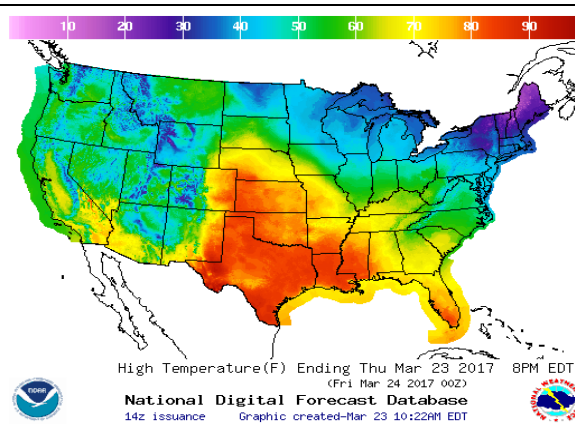 10 20 30 40 50 60 70 80 90
High Temperature(F) Ending Thu Mar 23 2017 8PM EDT
(Fri Mar 24 2017 00Z)
National Digital Forecast Database
14z issuance Graphic created-Mar 23 10:22AM EDT
NOAA